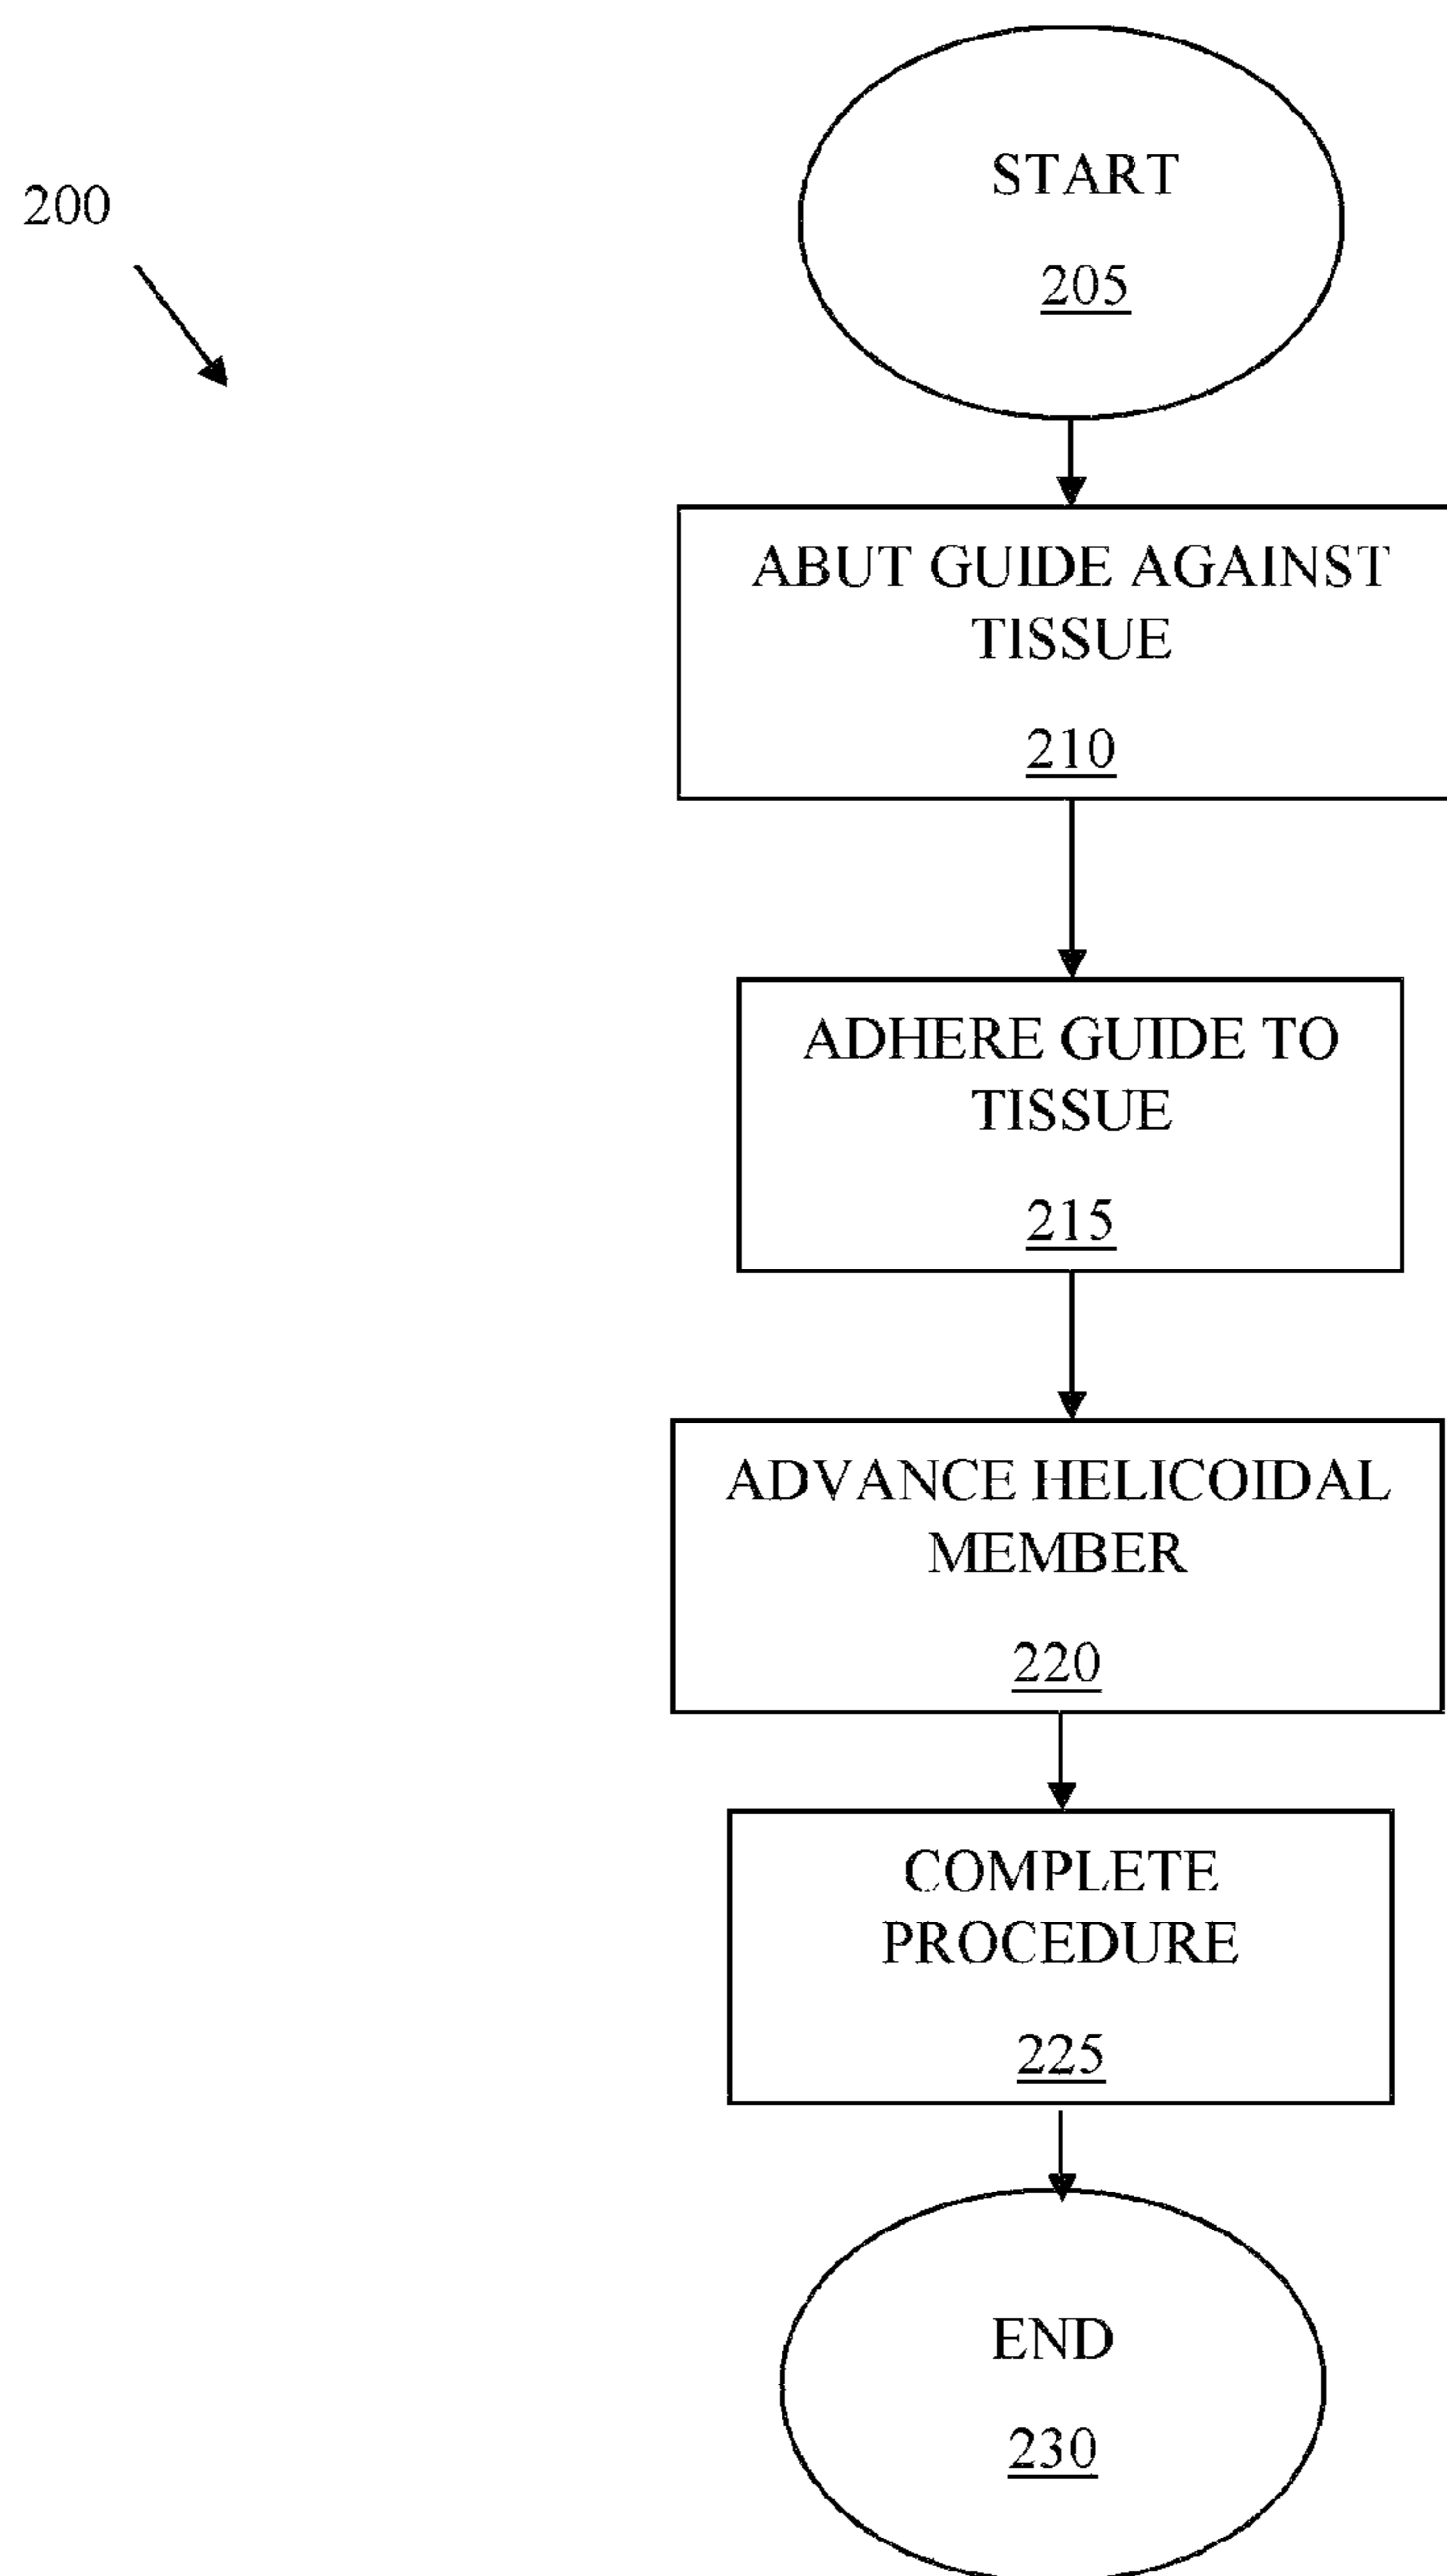 200
START
205
ABUT GUIDE AGAINST
TISSUE
210
ADHERE GUIDE TO
TISSUE
215
ADVANCE HELICOIDAL
MEMBER
220
COMPLETE
PROCEDURE
225
END
230